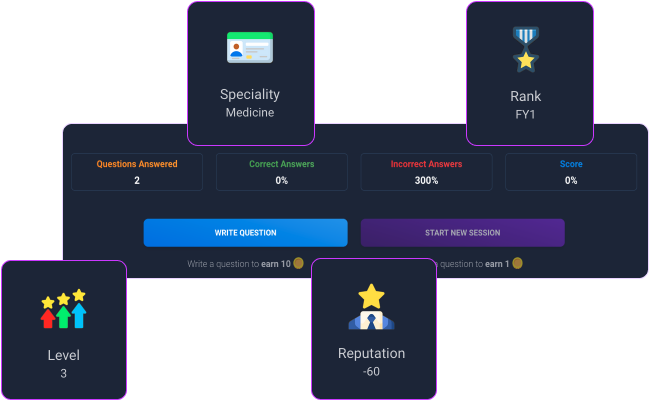 Speciality
Medicine
Rank
FY1
Questions Answered
2
Correct Answers
0%
Incorrect Answers
300%
Score
0%
WRITE QUESTION
START NEW SESSION
Write a question to earn 10
question to earn 1
Level
3
Reputation
-60